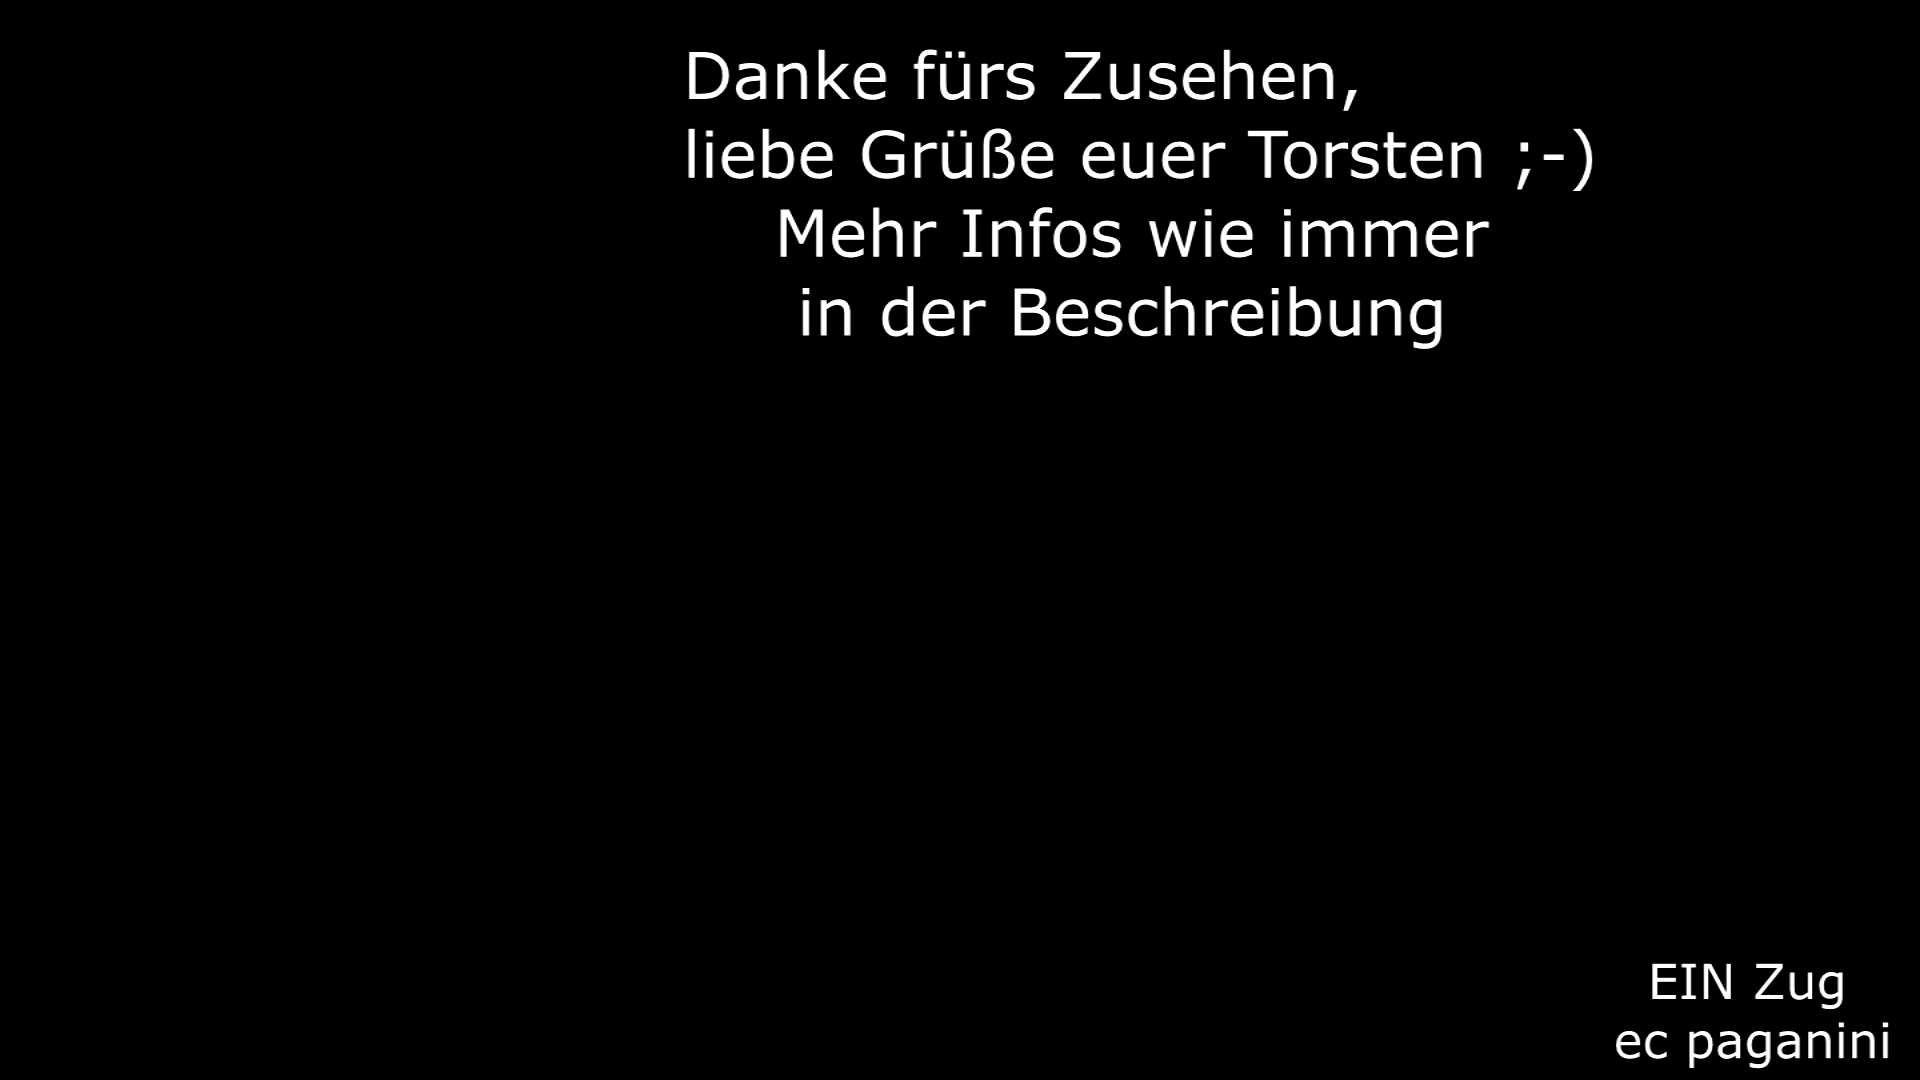 Danke fürs Zusehen,
liebe Grüße euer Torsten ;-)
Mehr Infos wie immer
in der Beschreibung
EIN Zug
ec paganini